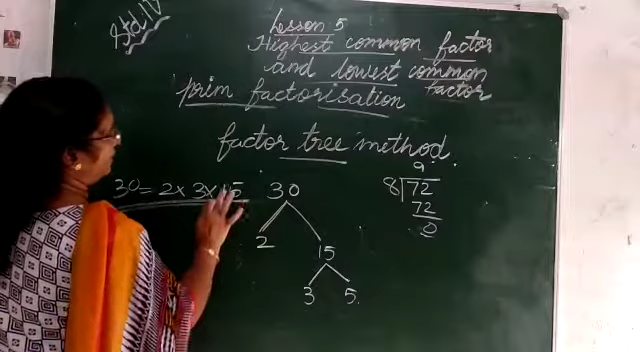 Std IV
Lesson 5
Highest common factor
and lowest common
factor
prim factorisation
factor tree method.
30 = 2 x 3 x 5
30
2
15
3 5.
9
8)72
72
0